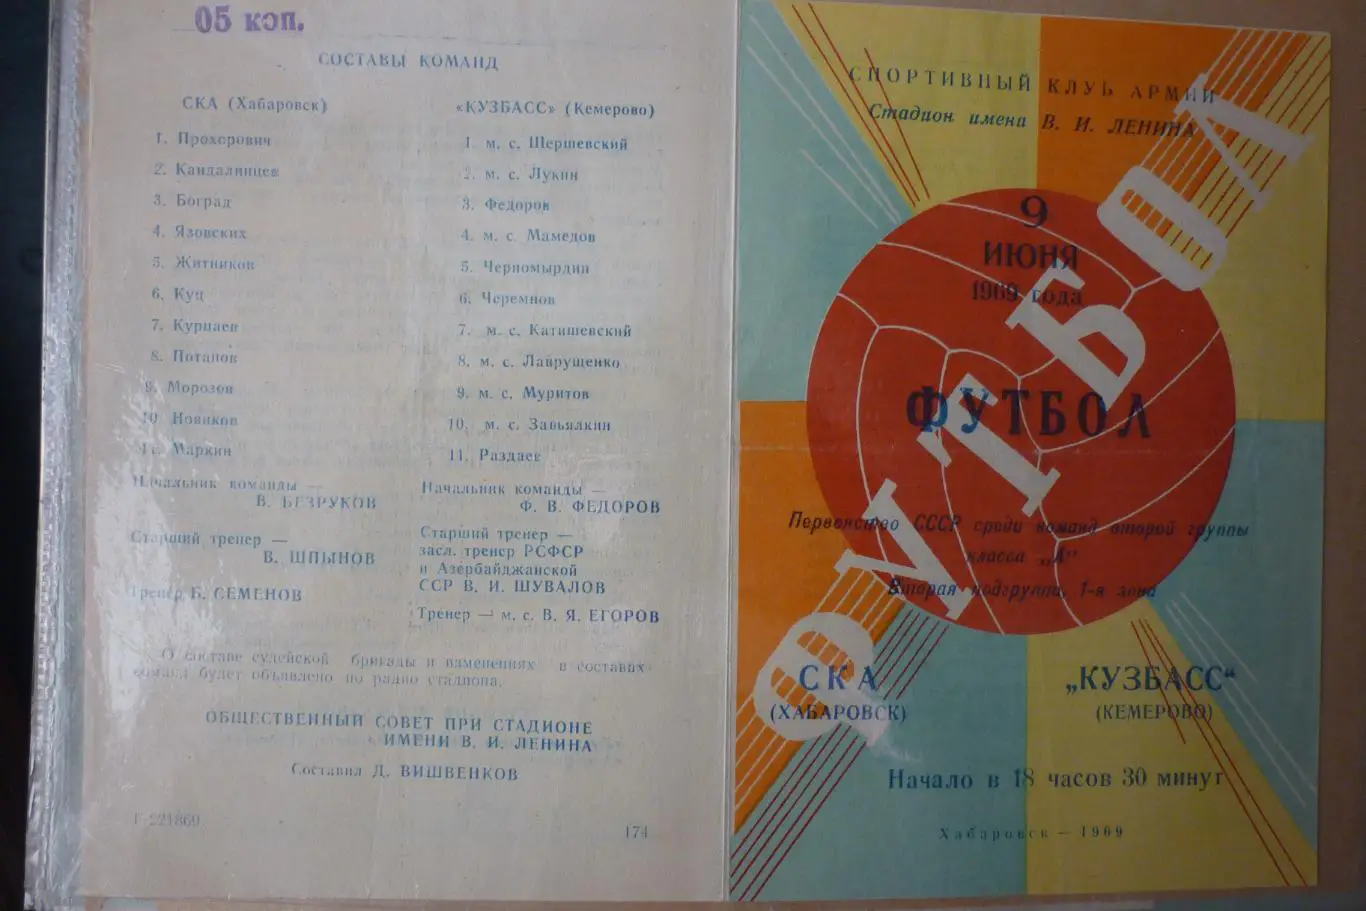 05 коп.
СОСТАВЫ КОМАНД
СКА (Хабаровск)
1. Прохорович
2. Кандалинцев
3. Боград
4. Язовских
5. Житников
6. Куц
7. Курпаев
8. Потапов
9. Морозов
10. Новиков
11. Маркин
Начальник команды —
В. БЕЗРУКОВ
Старший тренер —
В. ШПЫНОВ
Тренер Б. СЕМЕНОВ
«КУЗБАСС» (Кемерово)
1. м. с. Шершевский
2. м. с. Лукин
3. Федоров
4. м. с. Мамедов
5. Черномырдин
6. Черемнов
7. м. с. Катишевский
8. м. с. Лаврущенко
9. м. с. Муритов
10. м. с. Завьялкин
11. Раздаев
Начальник команды —
Ф. В. ФЕДОРОВ
Старший тренер —
засл. тренер РСФСР
и Азербайджанской
ССР В. И. ШУВАЛОВ
Тренер — м. с. В. Я. ЕГОРОВ
О составе судейской бригады и изменениях в составах
команд будет объявлено по радио стадиона.
ОБЩЕСТВЕННЫЙ СОВЕТ ПРИ СТАДИОНЕ
ИМЕНИ В. И. ЛЕНИНА
Составил Д. ВИШВЕНКОВ
Г-221869
174
СПОРТИВНЫЙ КЛУБ АРМИИ
Стадион имена В. И. ЛЕНИНА
9
ИЮНЯ
1969 года
ФУТБОЛ
ФУТБОЛ
Первенство СССР среди команд второй группы
класса „А"
Вторая подгруппа, 1-я зона
СКА
(ХАБАРОВСК)
„КУЗБАСС"
(КЕМЕРОВО)
Начало в 18 часов 30 минут
Хабаровск — 1969